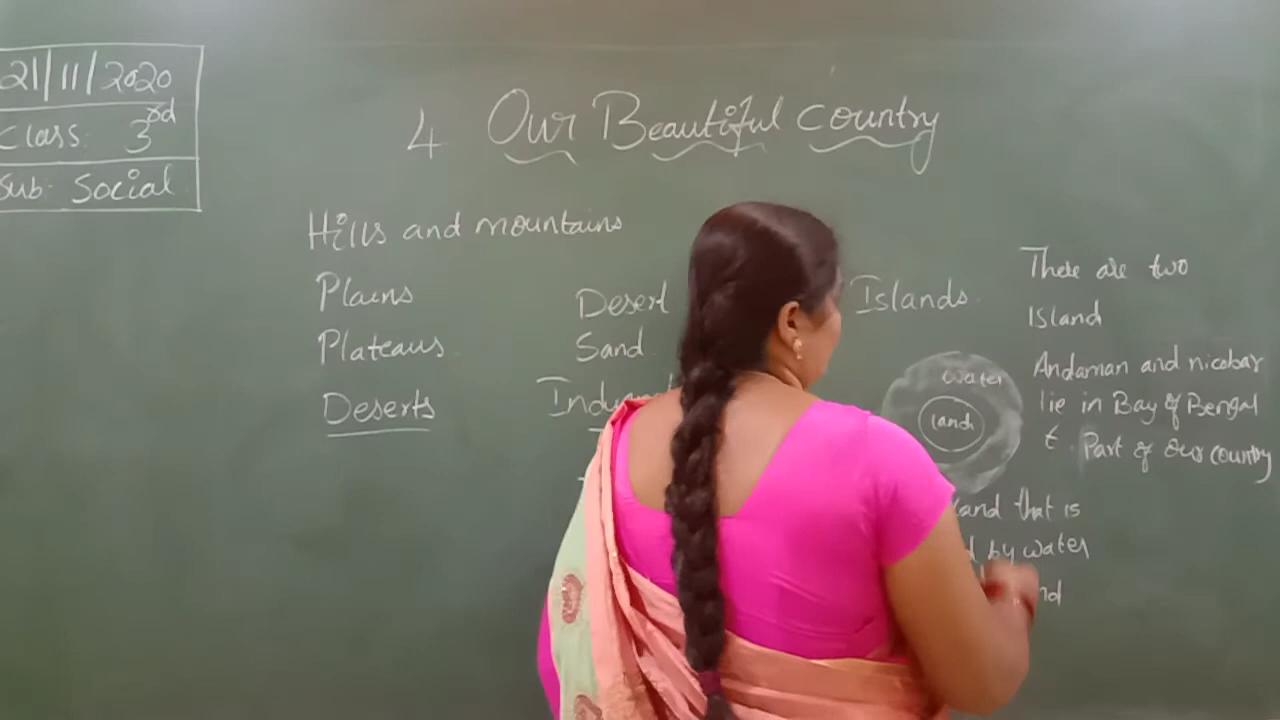 21/11/2020
Class: 3rd
Sub: Social
4 Our Beautiful Country
Hills and mountains
Plains
Plateaus
Deserts
Desert
Sand
Islands
water
land
There are two
Island
Andaman and nicobar
lie in Bay of Bengal
Part of our country
land that is
by water